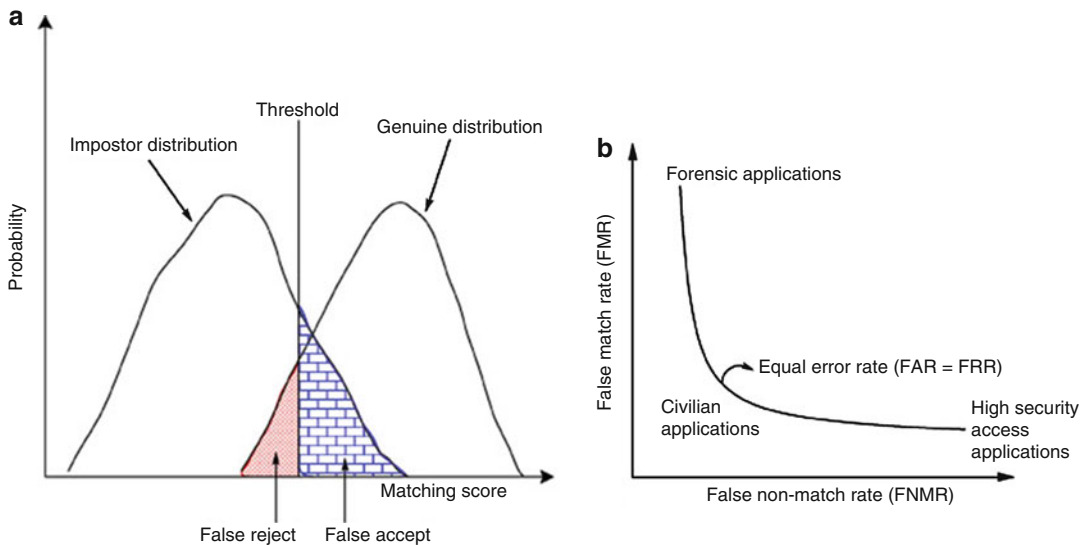 a
Threshold
Impostor distribution
Genuine distribution
Probability
Matching score
False reject
False accept
b
Forensic applications
False match rate (FMR)
Equal error rate (FAR = FRR)
Civilian
applications
High security
access
applications
False non-match rate (FNMR)